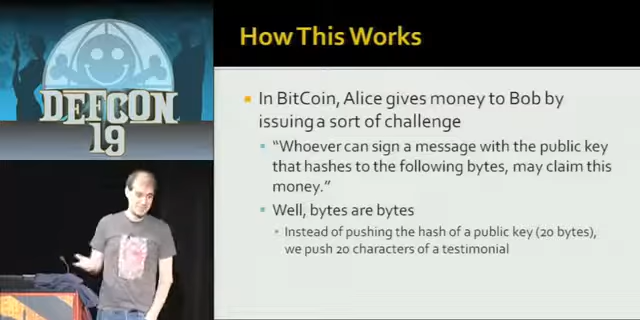 DEFCON
19
How This Works
In BitCoin, Alice gives money to Bob by
issuing a sort of challenge
"Whoever can sign a message with the public key
that hashes to the following bytes, may claim this
money."
Well, bytes are bytes
Instead of pushing the hash of a public key (20 bytes),
we push 20 characters of a testimonial